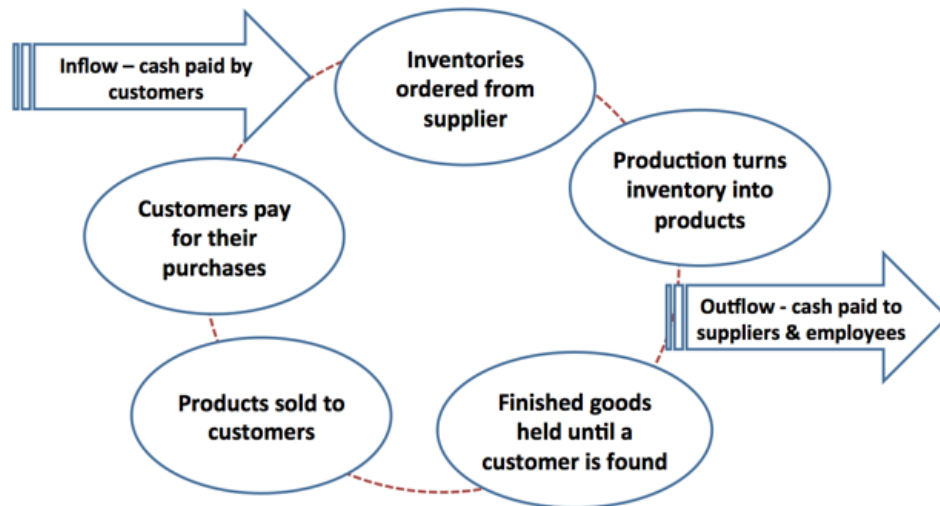 Inflow – cash paid by
customers
Inventories
ordered from
supplier
Production turns
inventory into
products
Outflow - cash paid to
suppliers & employees
Finished goods
held until a
customer is found
Products sold to
customers
Customers pay
for their
purchases